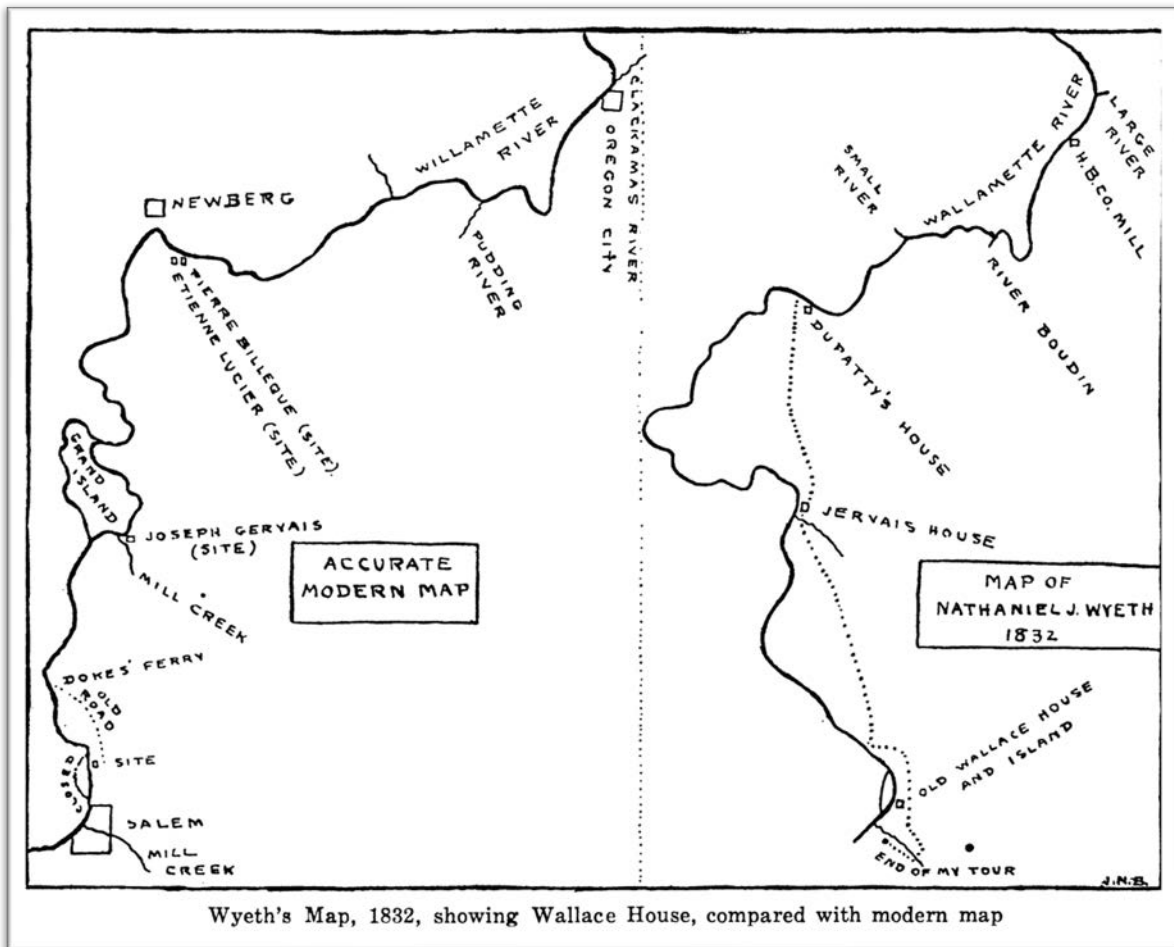 WILLAMETTE
RIVER
CLACKAMAS RIVER
OREGON CITY
NEWBERG
PUDDING
RIVER
PIERRE BILLEQUE (SITE).
ETIENNE LUCIER (SITE)
GRAND
ISLAND
JOSEPH GERVAIS
(SITE)
MILL CREEK
ACCURATE
MODERN MAP
DOKES' FERRY
OLD
ROAD
SITE
CLOSED
SALEM
MILL
CREEK
WALLAMETTE RIVER
LARGE
RIVER
H.B.CO. MILL
SMALL
RIVER
RIVER BOUDIN
DUPATTY'S HOUSE
JERVAIS HOUSE
MAP OF
NATHANIEL J. WYETH
1832
OLD WALLACE HOUSE
AND ISLAND
END OF MY TOUR
J.N.B.
Wyeth's Map, 1832, showing Wallace House, compared with modern map